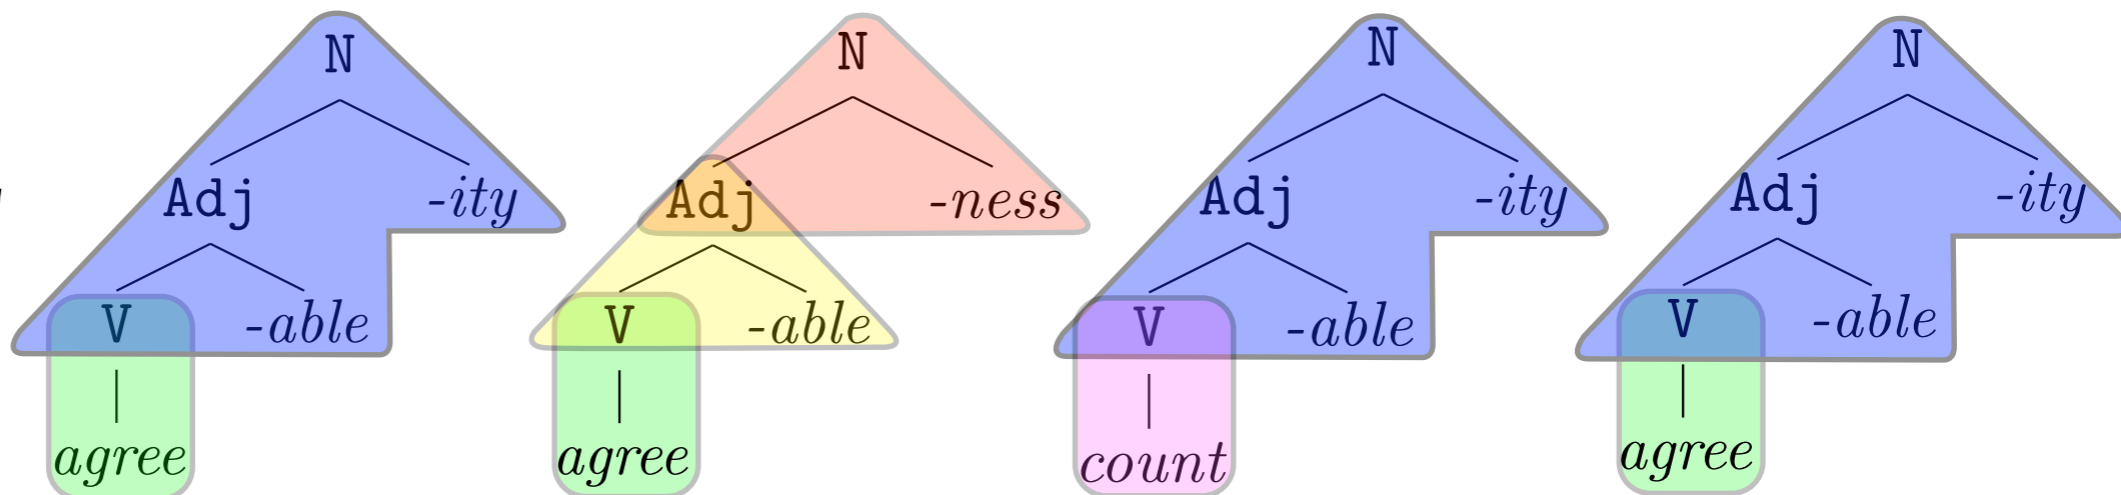 N N N N
Adj -ity Adj -ness Adj -ity Adj -ity
V -able V -able V -able V -able
agree agree count agree